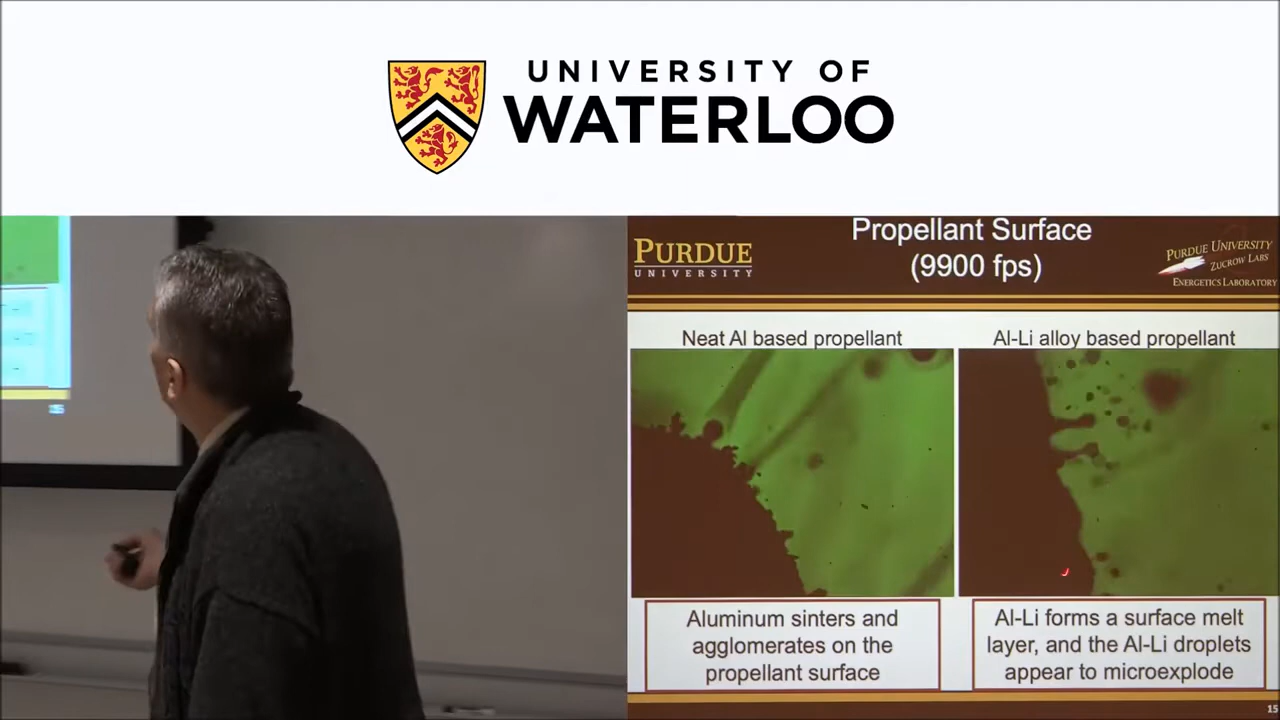 UNIVERSITY OF
WATERLOO
PURDUE
UNIVERSITY
Propellant Surface
(9900 fps)
PURDUE UNIVERSITY
ZUCROW LABS
ENERGETICS LABORATORY
Neat Al based propellant
Al-Li alloy based propellant
Aluminum sinters and
agglomerates on the
propellant surface
Al-Li forms a surface melt
layer, and the Al-Li droplets
appear to microexplode
15